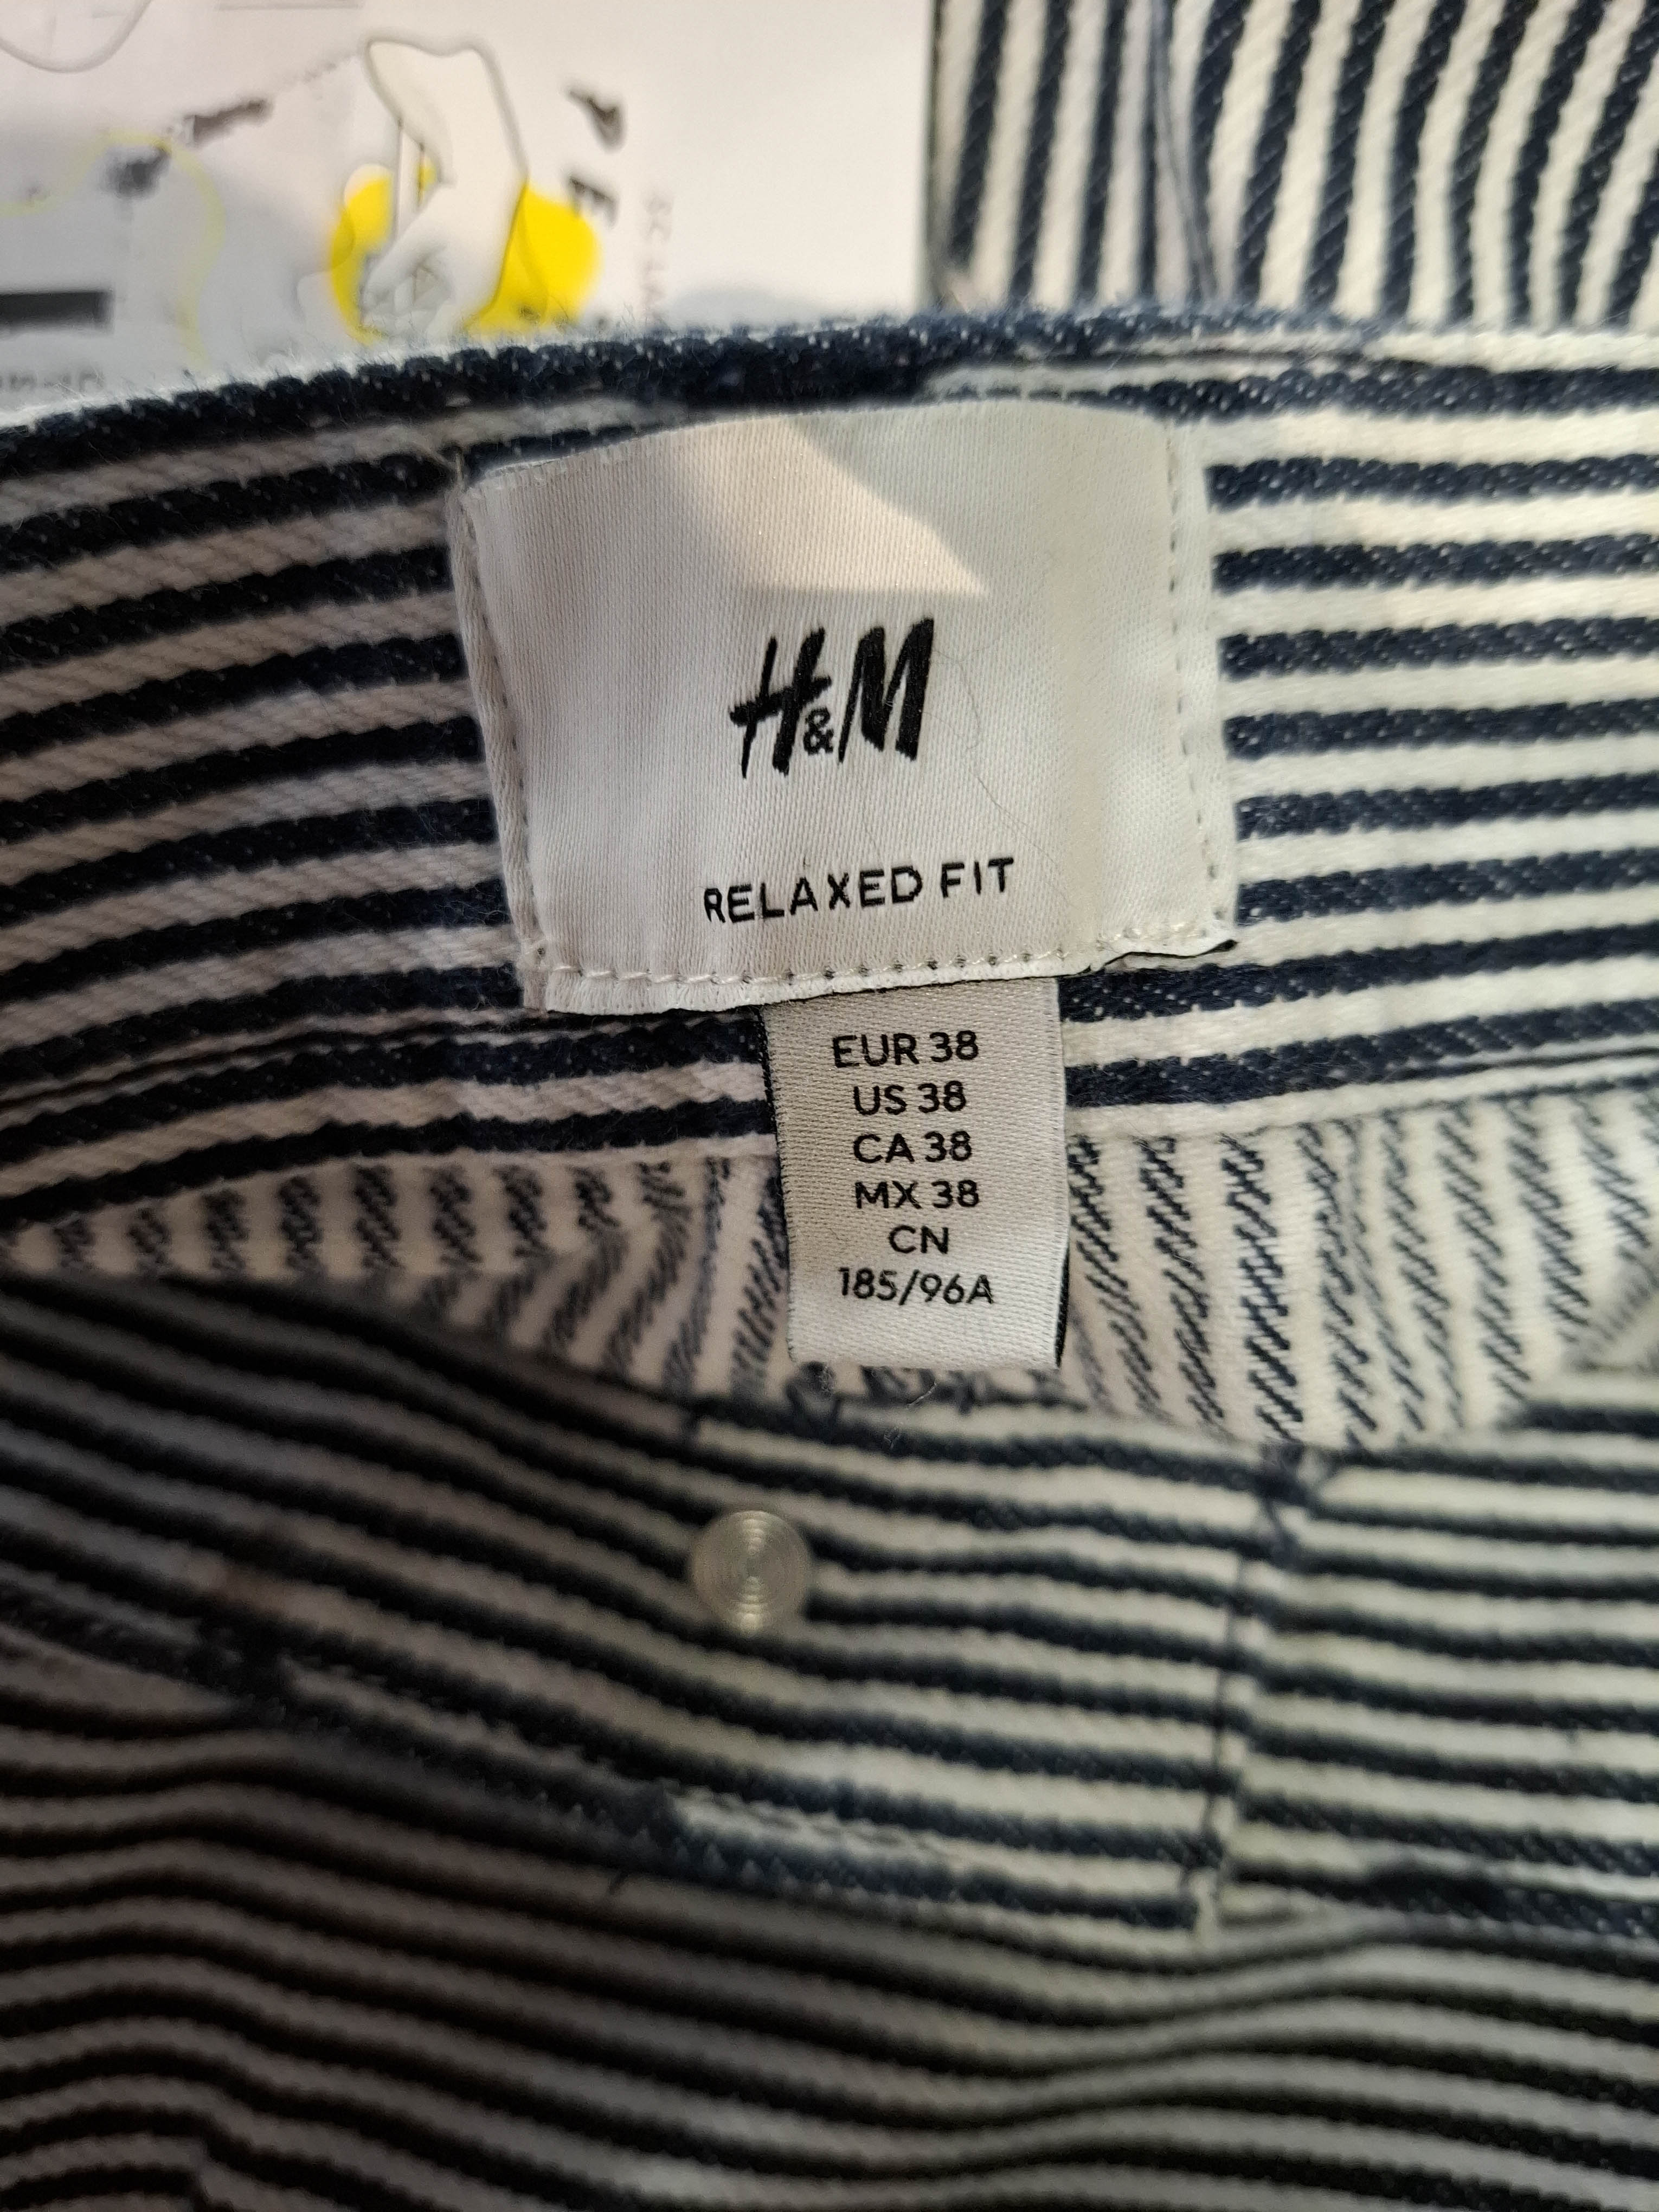 H&M
RELAXED FIT
EUR 38
US 38
CA 38
MX 38
CN
185/96A